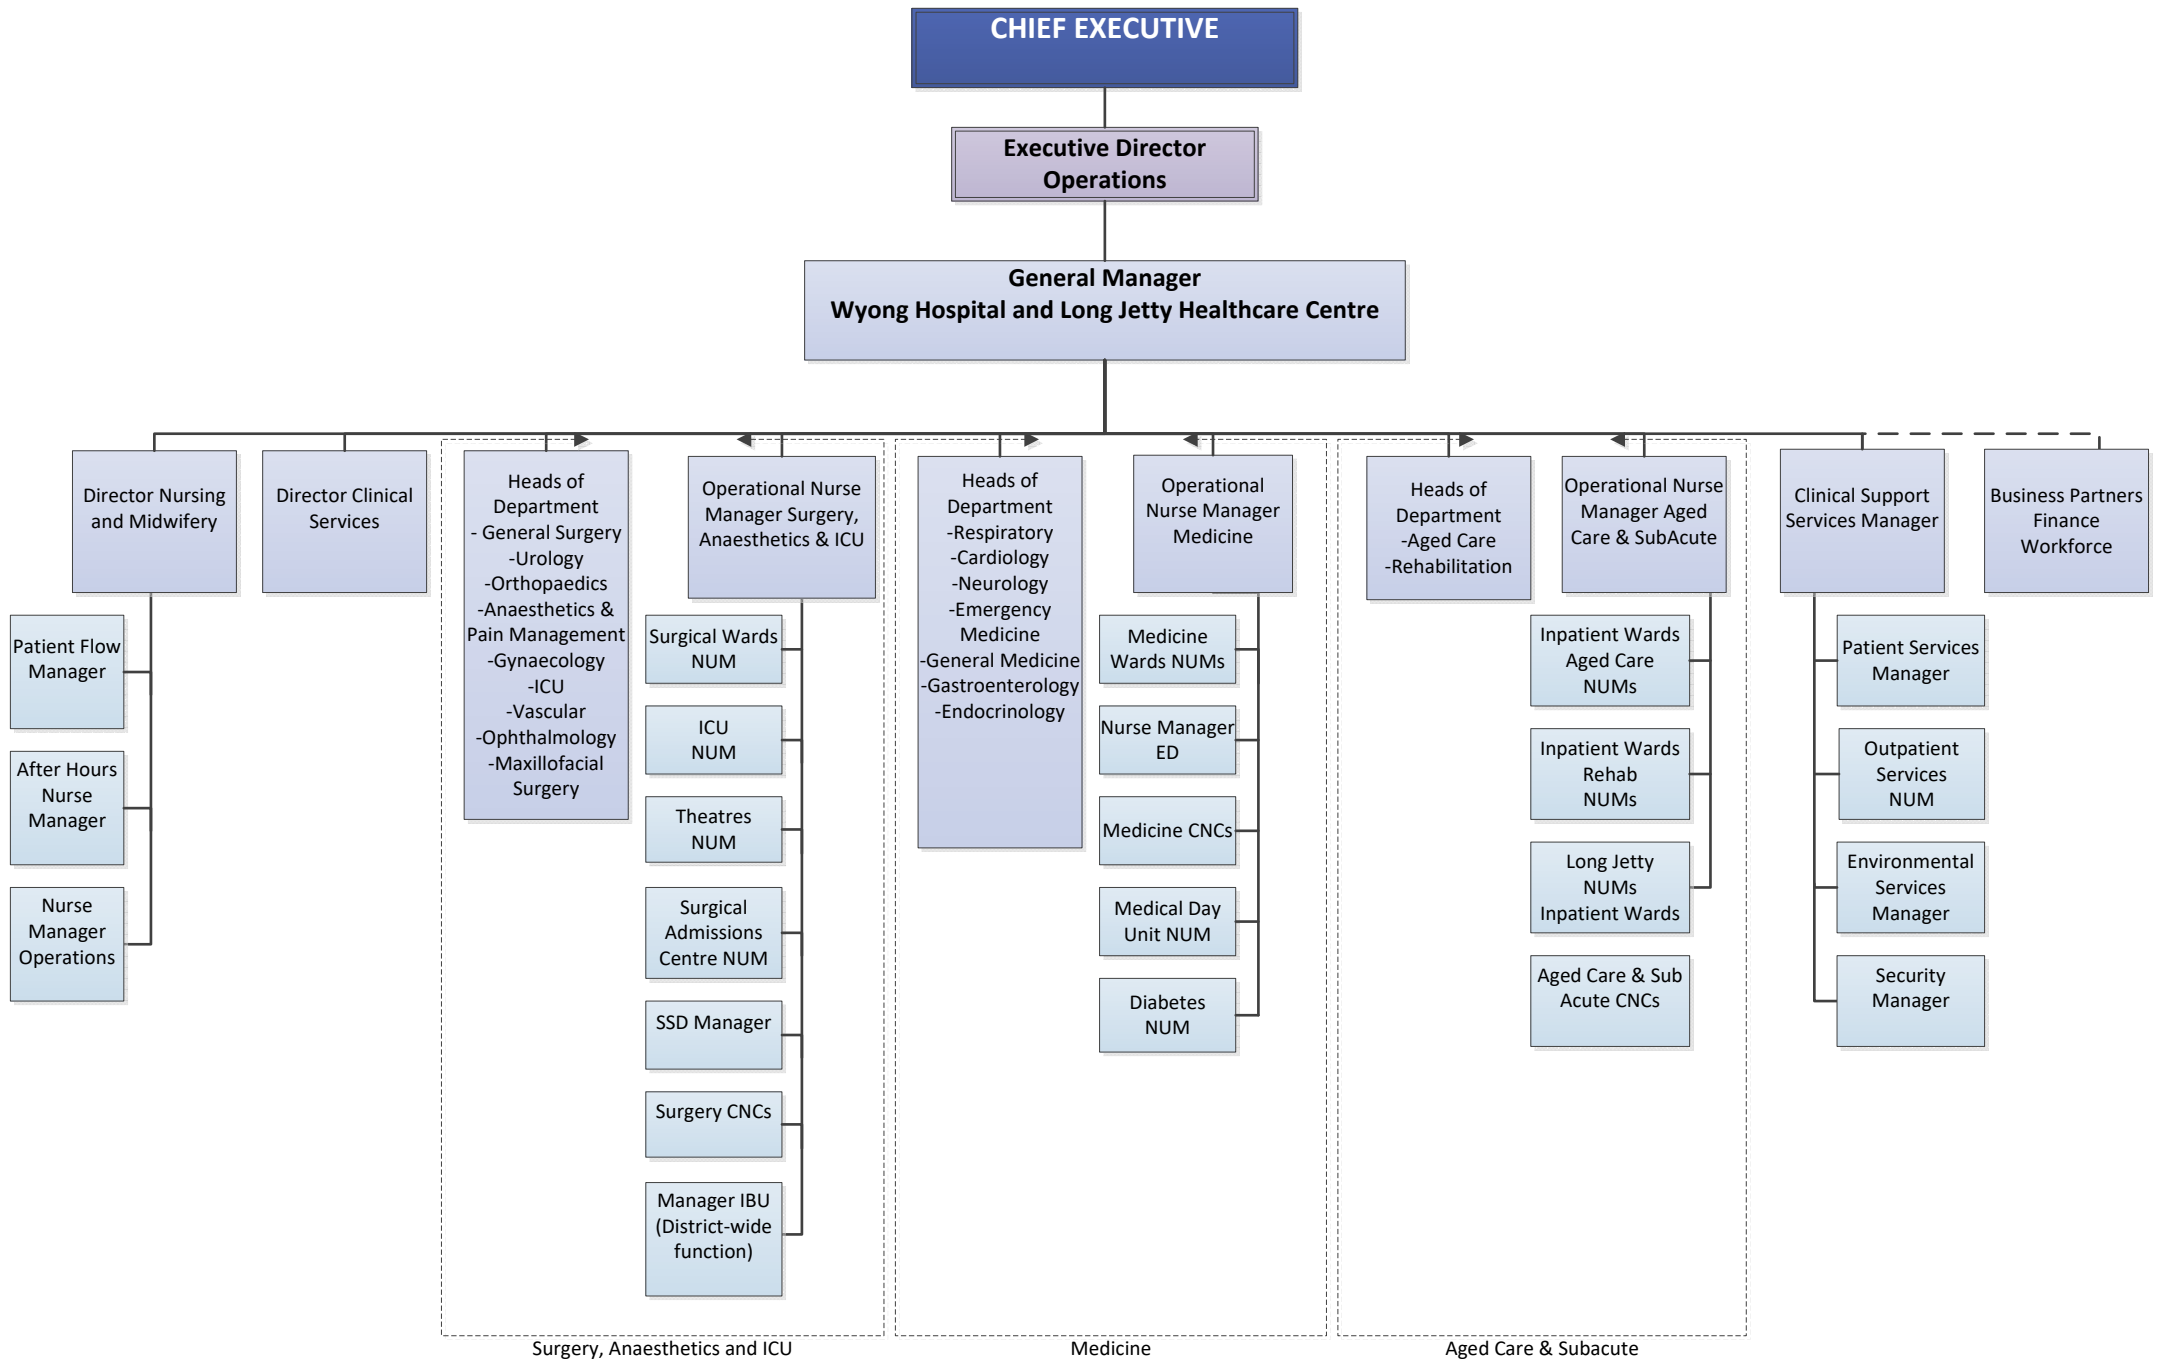 CHIEF EXECUTIVE
Executive Director
Operations
General Manager
Wyong Hospital and Long Jetty Healthcare Centre
Director Nursing
and Midwifery
Patient Flow
Manager
After Hours
Nurse
Manager
Nurse
Manager
Operations
Director Clinical
Services
Heads of
Department
- General Surgery
-Urology
-Orthopaedics
-Anaesthetics &
Pain Management
-Gynaecology
-ICU
-Vascular
-Ophthalmology
-Maxillofacial
Surgery
Operational Nurse
Manager Surgery,
Anaesthetics & ICU
Surgical Wards
NUM
ICU
NUM
Theatres
NUM
Surgical
Admissions
Centre NUM
SSD Manager
Surgery CNCs
Manager IBU
(District-wide
function)
Surgery, Anaesthetics and ICU
Heads of
Department
-Respiratory
-Cardiology
-Neurology
-Emergency
Medicine
-General Medicine
-Gastroenterology
-Endocrinology
Operational
Nurse Manager
Medicine
Medicine
Wards NUMs
Nurse Manager
ED
Medicine CNCs
Medical Day
Unit NUM
Diabetes
NUM
Medicine
Heads of
Department
-Aged Care
-Rehabilitation
Operational Nurse
Manager Aged
Care & SubAcute
Inpatient Wards
Aged Care
NUMs
Inpatient Wards
Rehab
NUMs
Long Jetty
NUMs
Inpatient Wards
Aged Care & Sub
Acute CNCs
Aged Care & Subacute
Clinical Support
Services Manager
Patient Services
Manager
Outpatient
Services
NUM
Environmental
Services
Manager
Security
Manager
Business Partners
Finance
Workforce